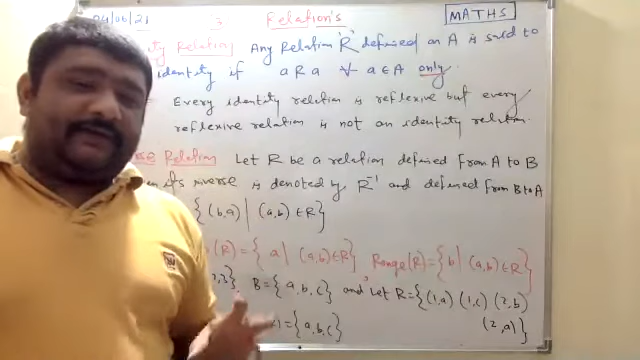 04/06/21 3 Relation's MATHS
Relation Any Relation 'R' defined on A is said to
identity if a R a ∀ a ∈ A only.
Every identity relation is reflexive but every
reflexive relation is not an identity relation.
Relation Let R be a relation defined from A to B
its inverse is denoted by R⁻¹ and defined from B to A
{(b,a) | (a,b) ∈ R}
(R) = {a | (a,b) ∈ R} Range(R) = {b | (a,b) ∈ R}
B = {a,b,c} and Let R = {(1,a) (1,c) (2,b)
= {a,b,c} (2,a)}